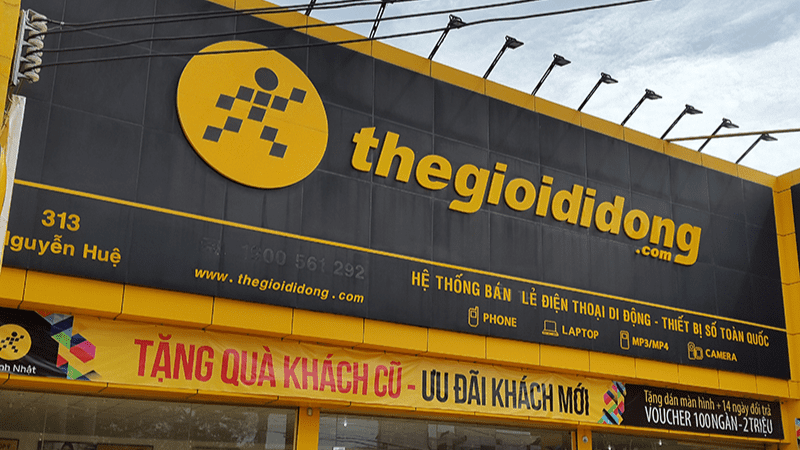 thegioididong
.com
313
Nguyễn Huệ
1800 561 292
www.thegioididong.com
HỆ THỐNG BÁN LẺ ĐIỆN THOẠI DI ĐỘNG - THIẾT BỊ SỐ TOÀN QUỐC
PHONE LAPTOP MP3/MP4 CAMERA
nh Nhật
TẶNG QUÀ KHÁCH CŨ - ƯU ĐÃI KHÁCH MỚI
Tặng dán màn hình + 14 ngày đổi trả
VOUCHER 100NGÀN - 2TRIỆU